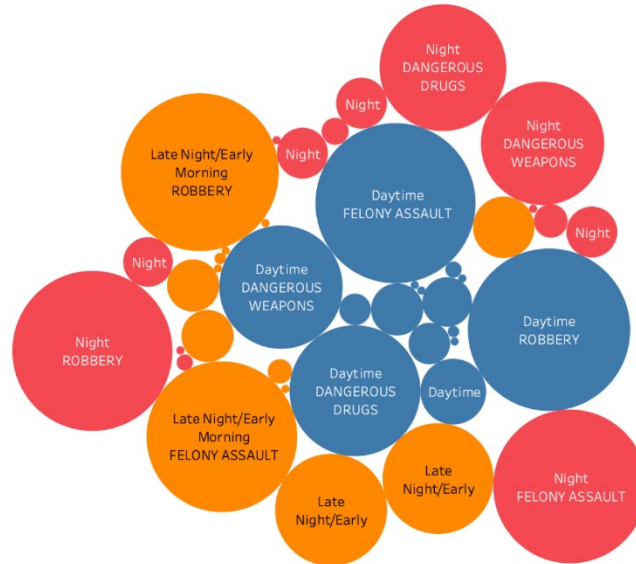 Night
DANGEROUS
DRUGS
Night
Night
DANGEROUS
WEAPONS
Late Night/Early
Morning
ROBBERY
Night
Daytime
FELONY ASSAULT
Night
Night
Daytime
DANGEROUS
WEAPONS
Daytime
ROBBERY
Night
ROBBERY
Daytime
DANGEROUS
DRUGS
Daytime
Late Night/Early
Morning
FELONY ASSAULT
Late
Night/Early
Night
FELONY ASSAULT
Late
Night/Early